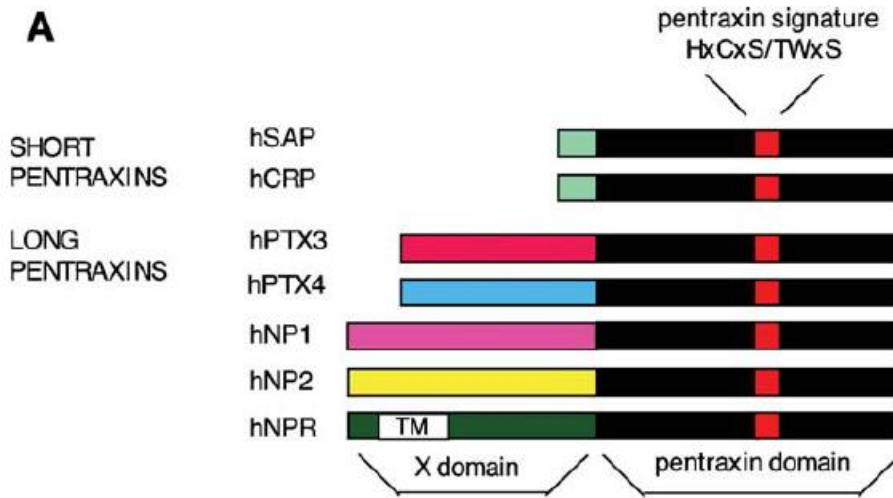 A
pentraxin signature
HxCxS/TWxS
SHORT
PENTRAXINS
hSAP
hCRP
LONG
PENTRAXINS
hPTX3
hPTX4
hNP1
hNP2
hNPR
TM
X domain
pentraxin domain